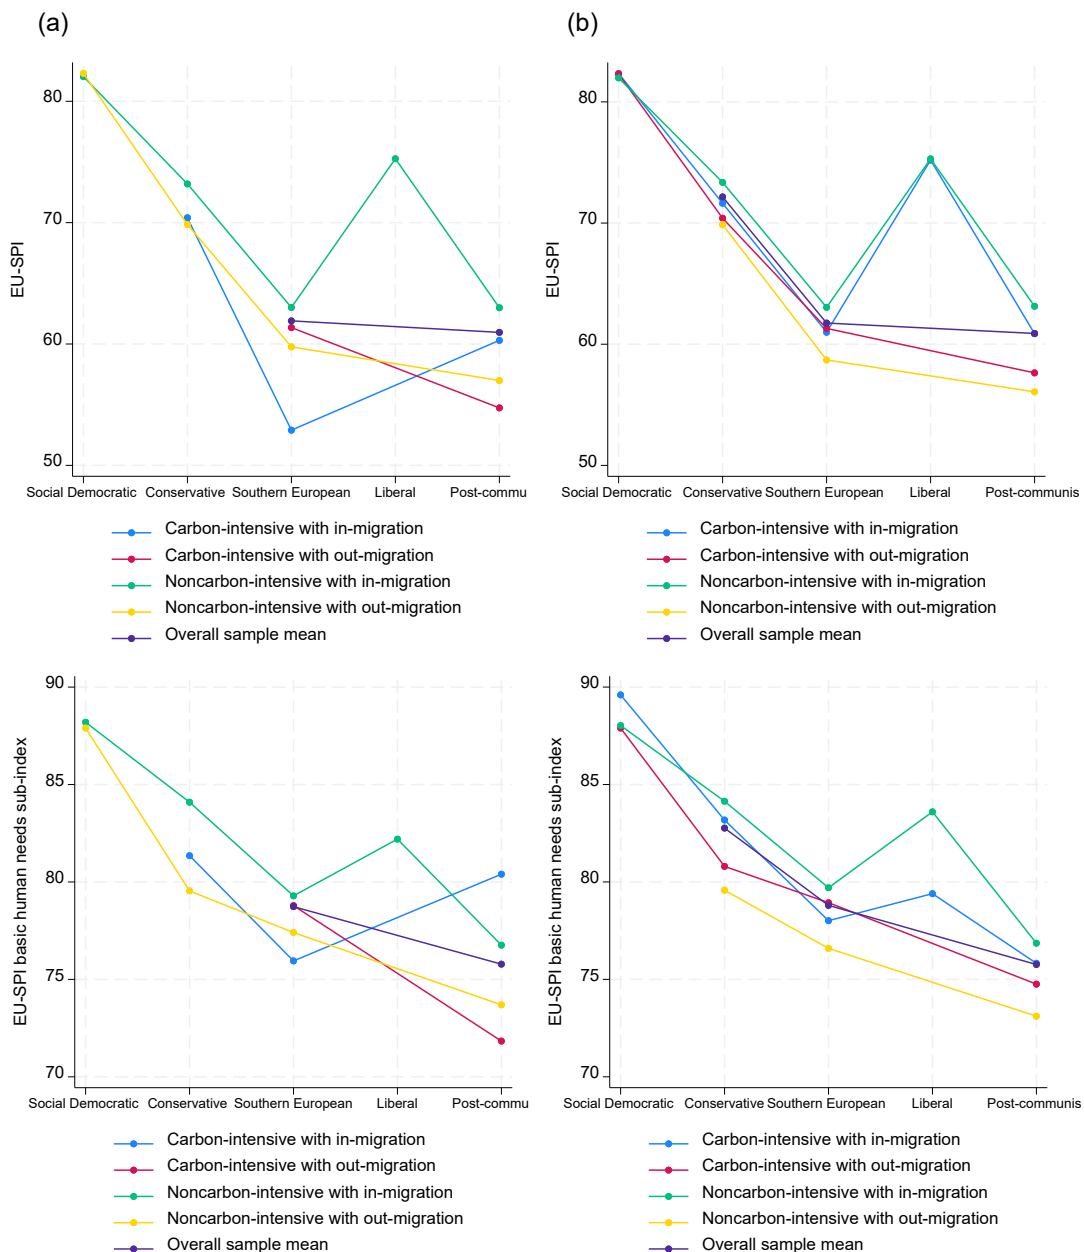 (a)
EU-SPI
80
70
60
50
Social Democratic Conservative Southern European Liberal Post-commu
Carbon-intensive with in-migration
Carbon-intensive with out-migration
Noncarbon-intensive with in-migration
Noncarbon-intensive with out-migration
Overall sample mean
(b)
EU-SPI
80
70
60
50
Social Democratic Conservative Southern European Liberal Post-communis
Carbon-intensive with in-migration
Carbon-intensive with out-migration
Noncarbon-intensive with in-migration
Noncarbon-intensive with out-migration
Overall sample mean
EU-SPI basic human needs sub-index
90
85
80
75
70
Social Democratic Conservative Southern European Liberal Post-commu
Carbon-intensive with in-migration
Carbon-intensive with out-migration
Noncarbon-intensive with in-migration
Noncarbon-intensive with out-migration
Overall sample mean
EU-SPI basic human needs sub-index
90
85
80
75
70
Social Democratic Conservative Southern European Liberal Post-communis
Carbon-intensive with in-migration
Carbon-intensive with out-migration
Noncarbon-intensive with in-migration
Noncarbon-intensive with out-migration
Overall sample mean